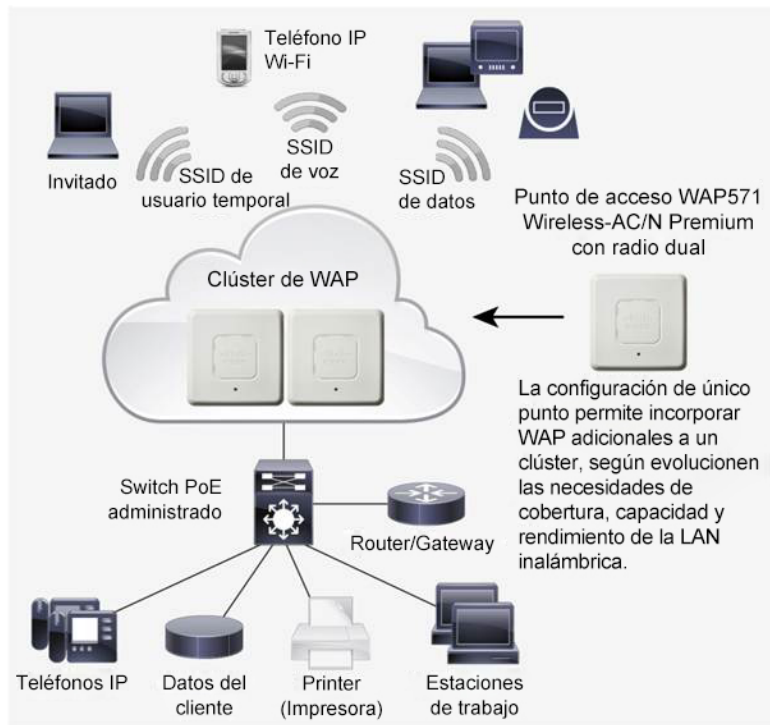 Teléfono IP
Wi-Fi
Invitado
SSID de
usuario temporal
SSID
de voz
SSID
de datos
Punto de acceso WAP571
Wireless-AC/N Premium
con radio dual
Clúster de WAP
La configuración de único
punto permite incorporar
WAP adicionales a un
clúster, según evolucionen
las necesidades de
cobertura, capacidad y
rendimiento de la LAN
inalámbrica.
Switch PoE
administrado
Router/Gateway
Teléfonos IP
Datos del
cliente
Printer
(Impresora)
Estaciones
de trabajo